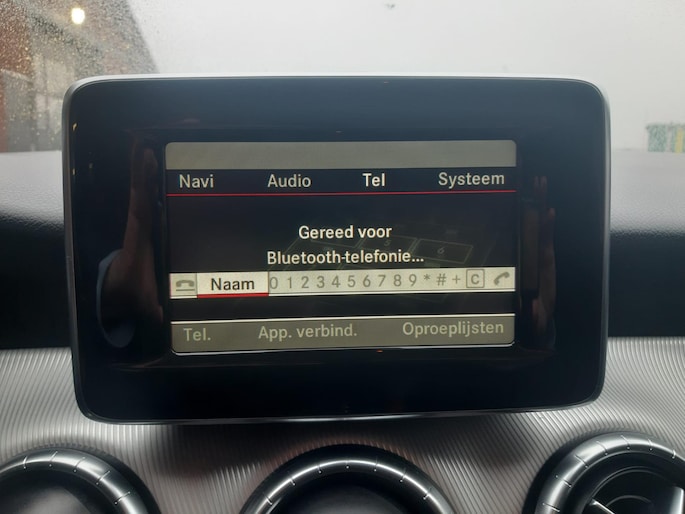 Navi Audio Tel Systeem
Gereed voor
Bluetooth-telefonie...
Naam 0 1 2 3 4 5 6 7 8 9 * # + C
Tel. App. verbind. Oproeplijsten